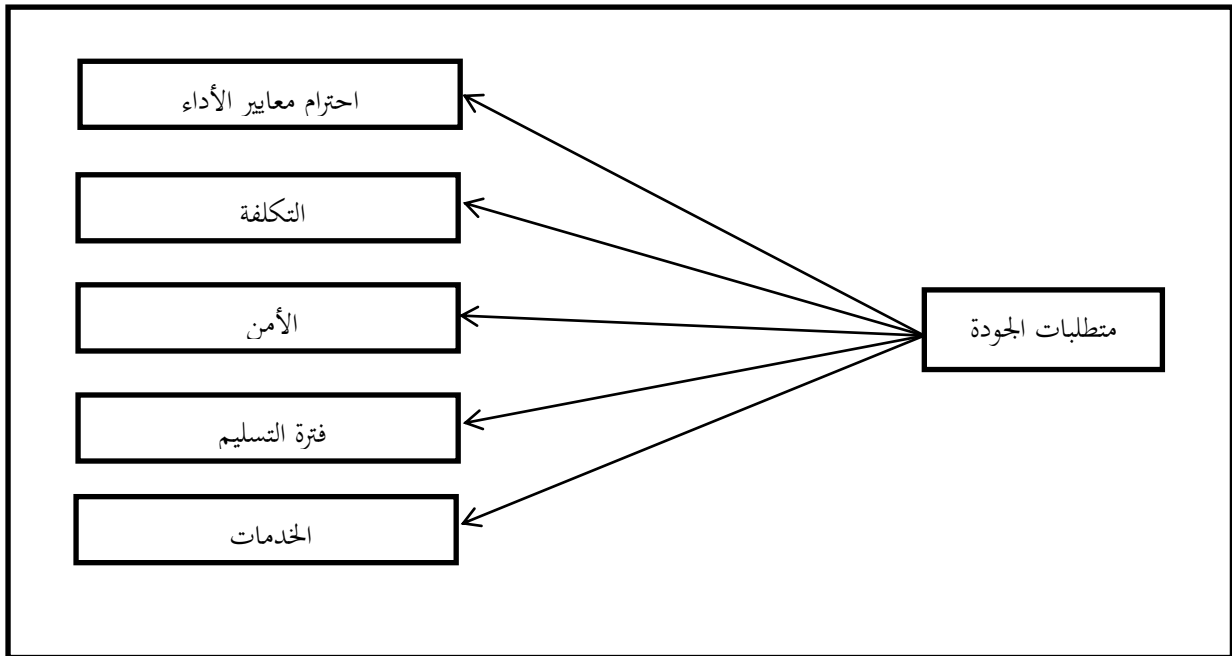 متطلبات الجودة
احترام معايير الأداء
التكلفة
الأمن
فترة التسليم
الخدمات